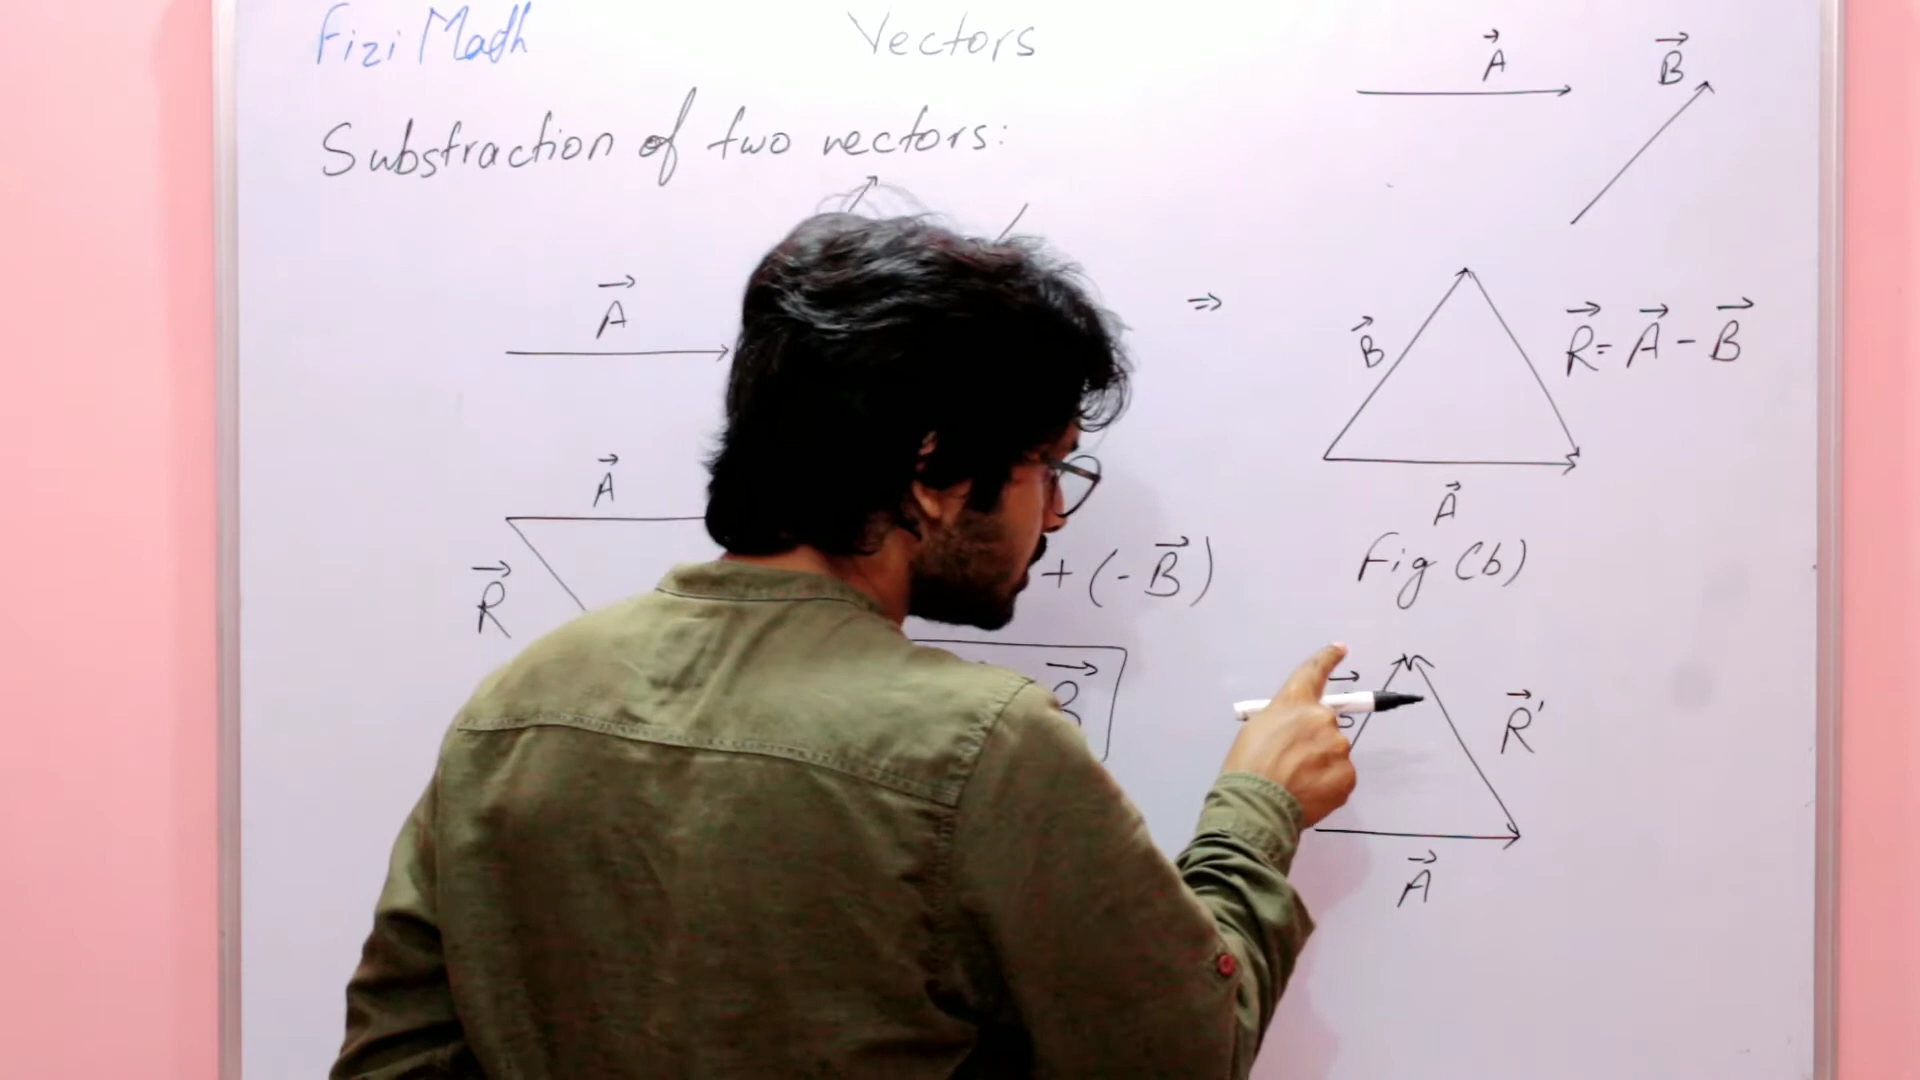 Fizi Math
Vectors
Substraction of two vectors:
A⃗
B⃗
A⃗
⇒
B⃗
R⃗ = A⃗ - B⃗
A⃗
A⃗
Fig (b)
R⃗
+ (-B⃗)
R⃗'
A⃗